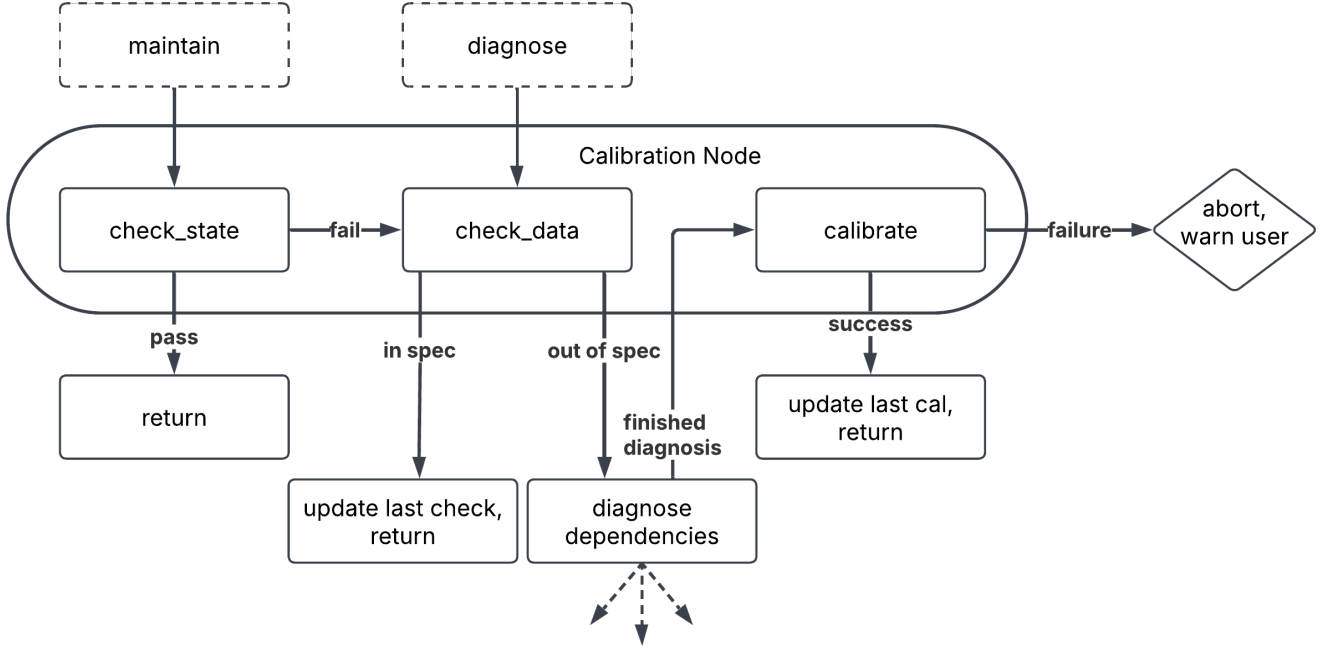 maintain
diagnose
Calibration Node
check_state
fail
check_data
calibrate
failure
abort,
warn user
pass
in spec
out of spec
success
return
finished
diagnosis
update last cal,
return
update last check,
return
diagnose
dependencies